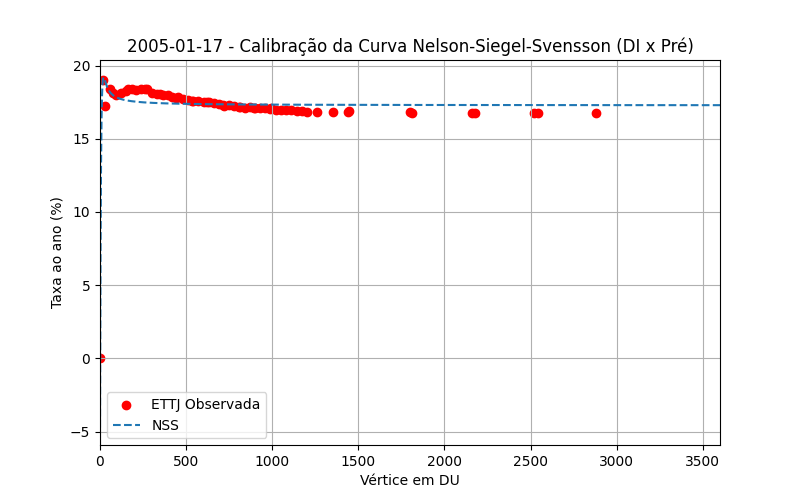 2005-01-17 - Calibração da Curva Nelson-Siegel-Svensson (DI x Pré)
Taxa ao ano (%)
20
15
10
5
0
−5
ETTJ Observada
NSS
0 500 1000 1500 2000 2500 3000 3500
Vértice em DU